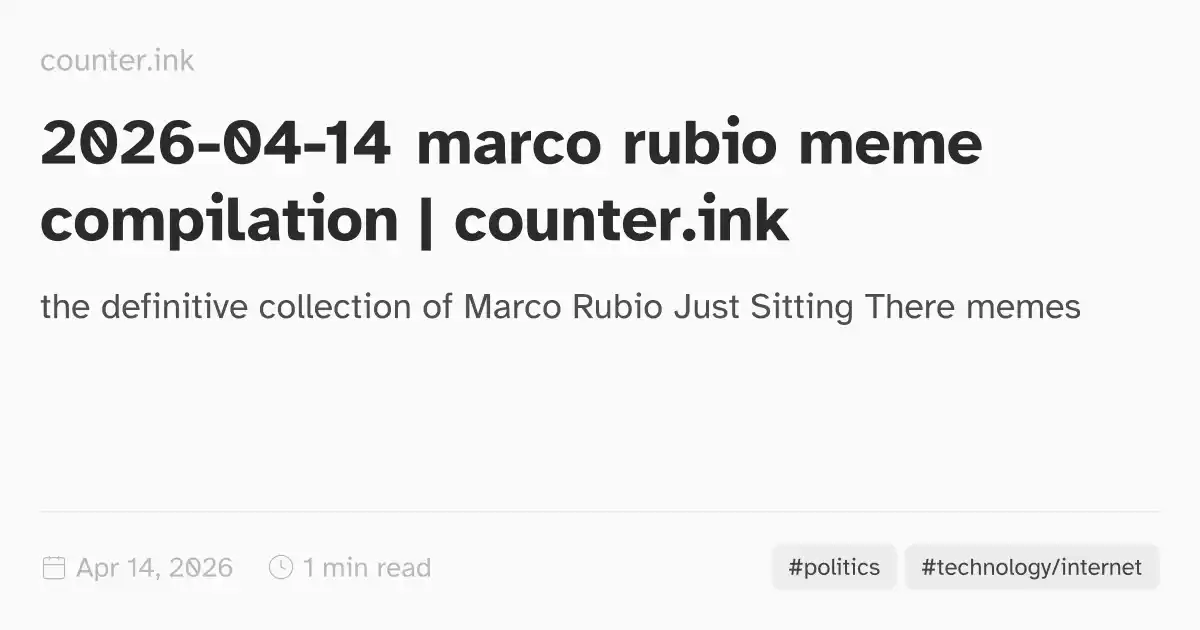 counter.ink
2026-04-14 marco rubio meme
compilation | counter.ink
the definitive collection of Marco Rubio Just Sitting There memes
Apr 14, 2026 1 min read #politics #technology/internet